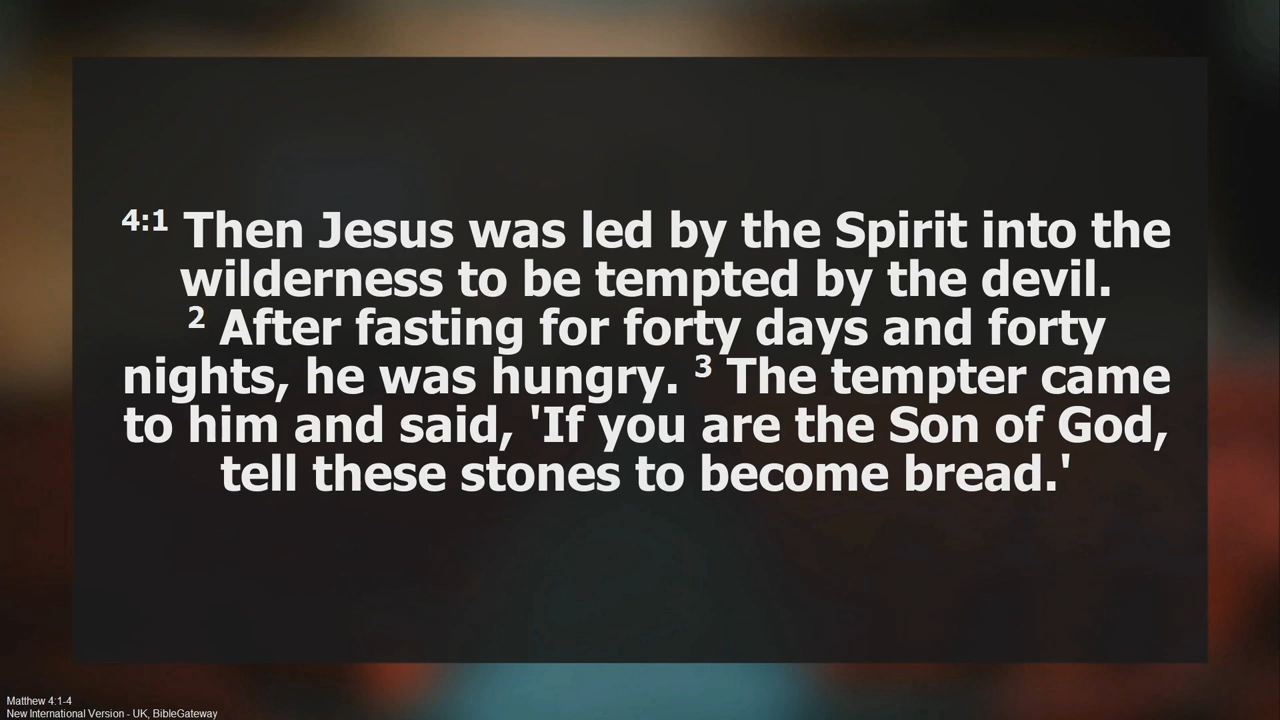 4:1 Then Jesus was led by the Spirit into the
wilderness to be tempted by the devil.
2 After fasting for forty days and forty
nights, he was hungry. 3 The tempter came
to him and said, 'If you are the Son of God,
tell these stones to become bread.'
Matthew 4:1-4
New International Version - UK, BibleGateway